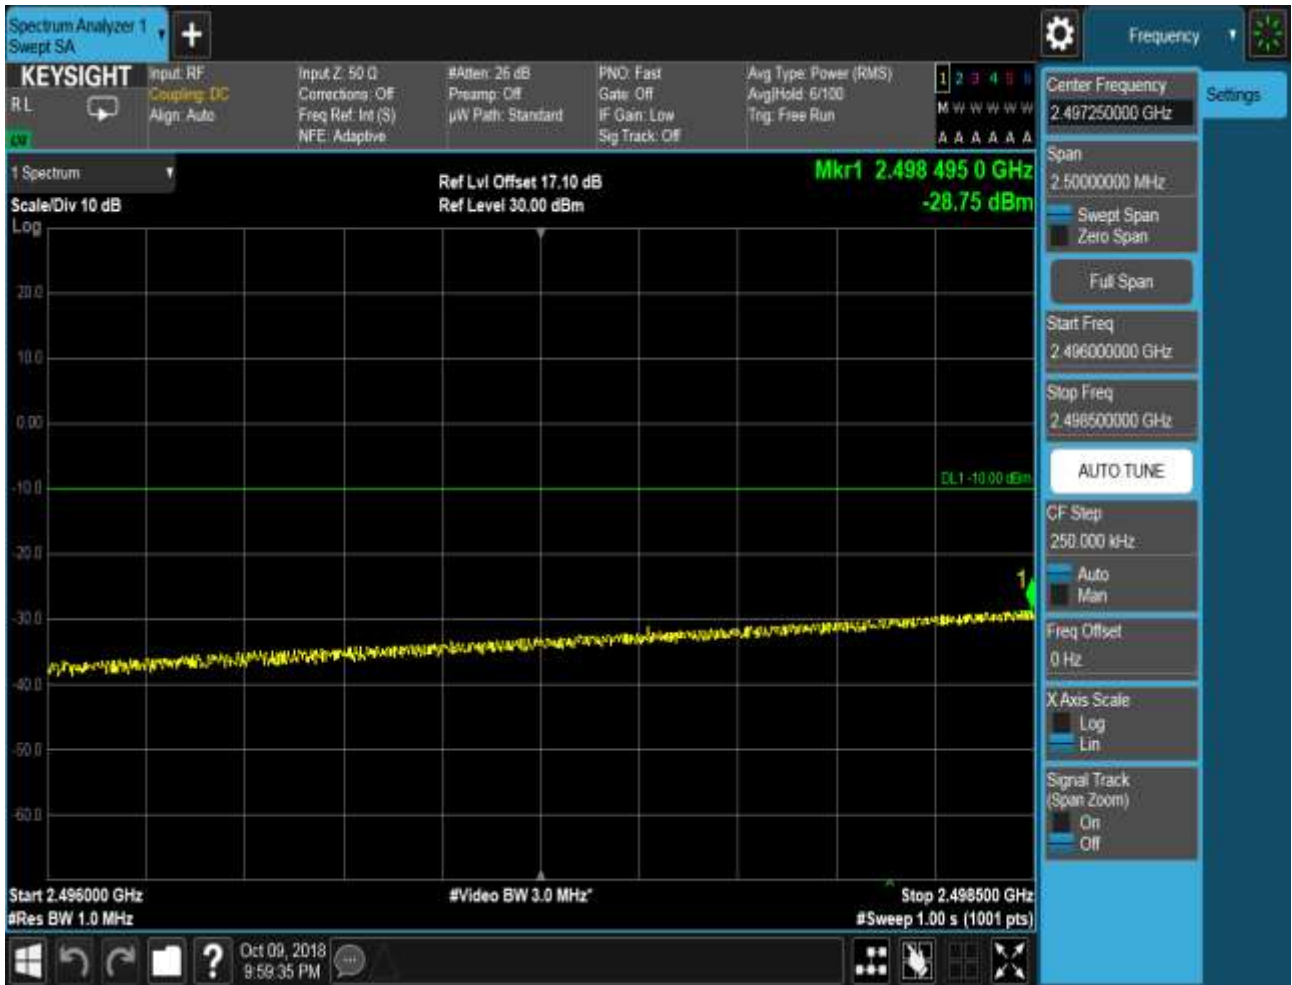 Spectrum Analyzer 1
Swept SA
+
Frequency
KEYSIGHT
R L
Input: RF
Coupling: DC
Align: Auto
Input Z: 50 Ω
Corrections: Off
Freq Ref: Int (S)
NFE: Adaptive
#Atten: 26 dB
Preamp: Off
µW Path: Standard
PNO: Fast
Gate: Off
IF Gain: Low
Sig Track: Off
Avg Type: Power (RMS)
Avg|Hold: 6/100
Trig: Free Run
1 2 3 4 5 6
M W W W W W
A A A A A A
Center Frequency
2.497250000 GHz
Settings
1 Spectrum
Scale/Div 10 dB
Log
Ref Lvl Offset 17.10 dB
Ref Level 30.00 dBm
Mkr1 2.498 495 0 GHz
-28.75 dBm
20.0
10.0
0.00
-10.0
-20.0
-30.0
-40.0
-50.0
-60.0
DL1 -10.00 dBm
1
Start 2.496000 GHz
#Res BW 1.0 MHz
#Video BW 3.0 MHz*
Stop 2.498500 GHz
#Sweep 1.00 s (1001 pts)
Span
2.50000000 MHz
Swept Span
Zero Span
Full Span
Start Freq
2.496000000 GHz
Stop Freq
2.498500000 GHz
AUTO TUNE
CF Step
250.000 kHz
Auto
Man
Freq Offset
0 Hz
X Axis Scale
Log
Lin
Signal Track
(Span Zoom)
On
Off
?
Oct 09, 2018
9:59:35 PM